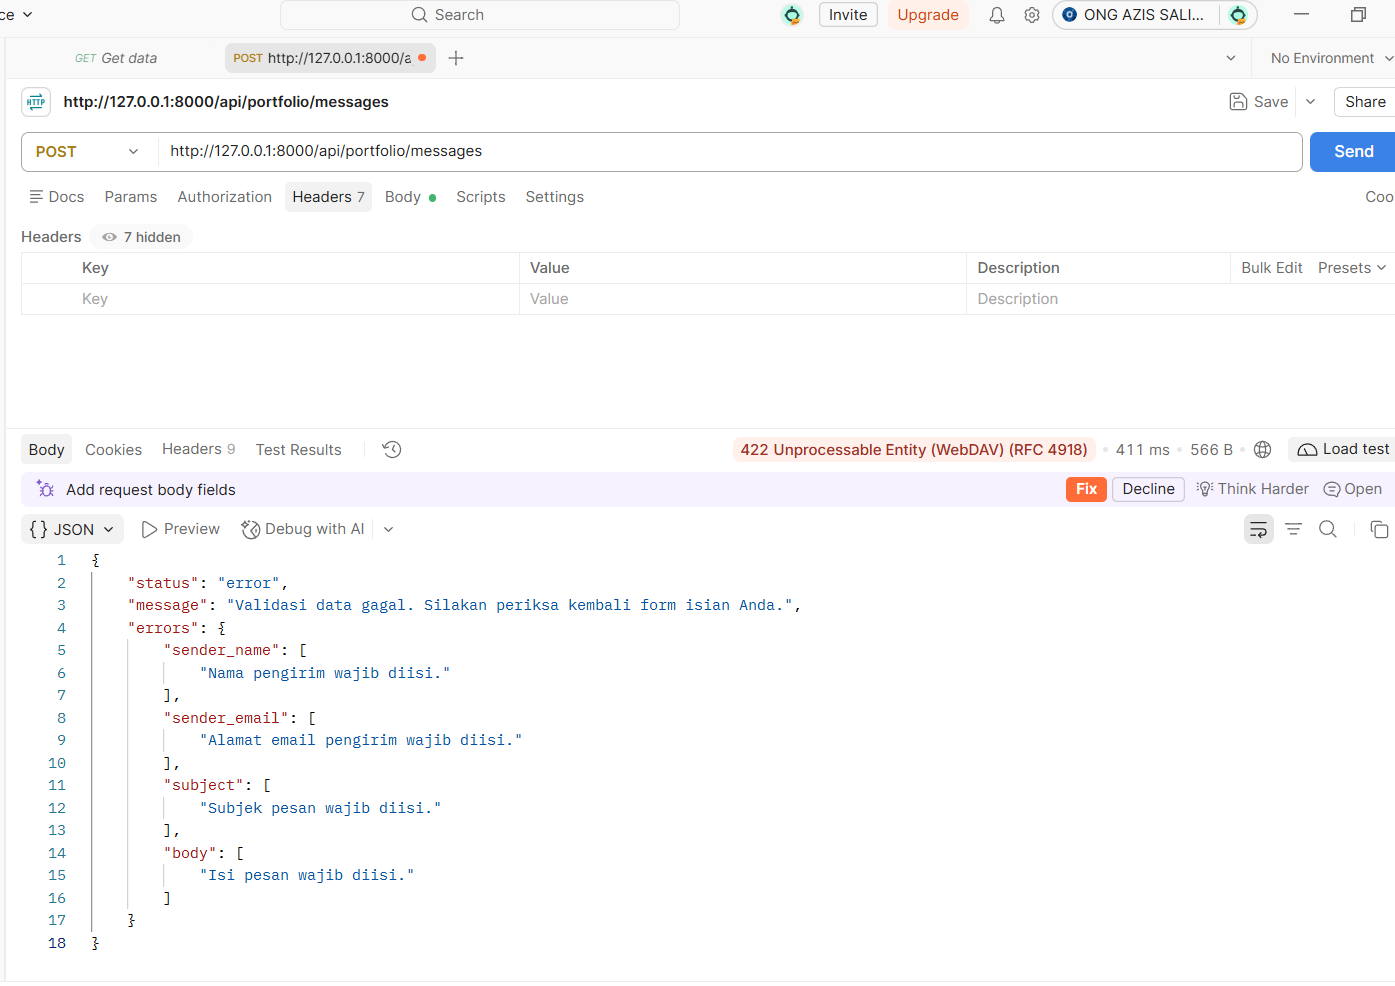 ce
Search
Invite
Upgrade
ONG AZIS SALI...
GET Get data
POST http://127.0.0.1:8000/a
No Environment
HTTP
http://127.0.0.1:8000/api/portfolio/messages
Save
Share
POST
http://127.0.0.1:8000/api/portfolio/messages
Send
Docs
Params
Authorization
Headers 7
Body
Scripts
Settings
Coo
Headers
7 hidden
Key
Value
Description
Bulk Edit
Presets
Key
Value
Description
Body
Cookies
Headers 9
Test Results
422 Unprocessable Entity (WebDAV) (RFC 4918)
411 ms
566 B
Load test
Add request body fields
Fix
Decline
Think Harder
Open
{} JSON
Preview
Debug with AI
1 {
2 "status": "error",
3 "message": "Validasi data gagal. Silakan periksa kembali form isian Anda.",
4 "errors": {
5 "sender_name": [
6 "Nama pengirim wajib diisi."
7 ],
8 "sender_email": [
9 "Alamat email pengirim wajib diisi."
10 ],
11 "subject": [
12 "Subjek pesan wajib diisi."
13 ],
14 "body": [
15 "Isi pesan wajib diisi."
16 ]
17 }
18 }